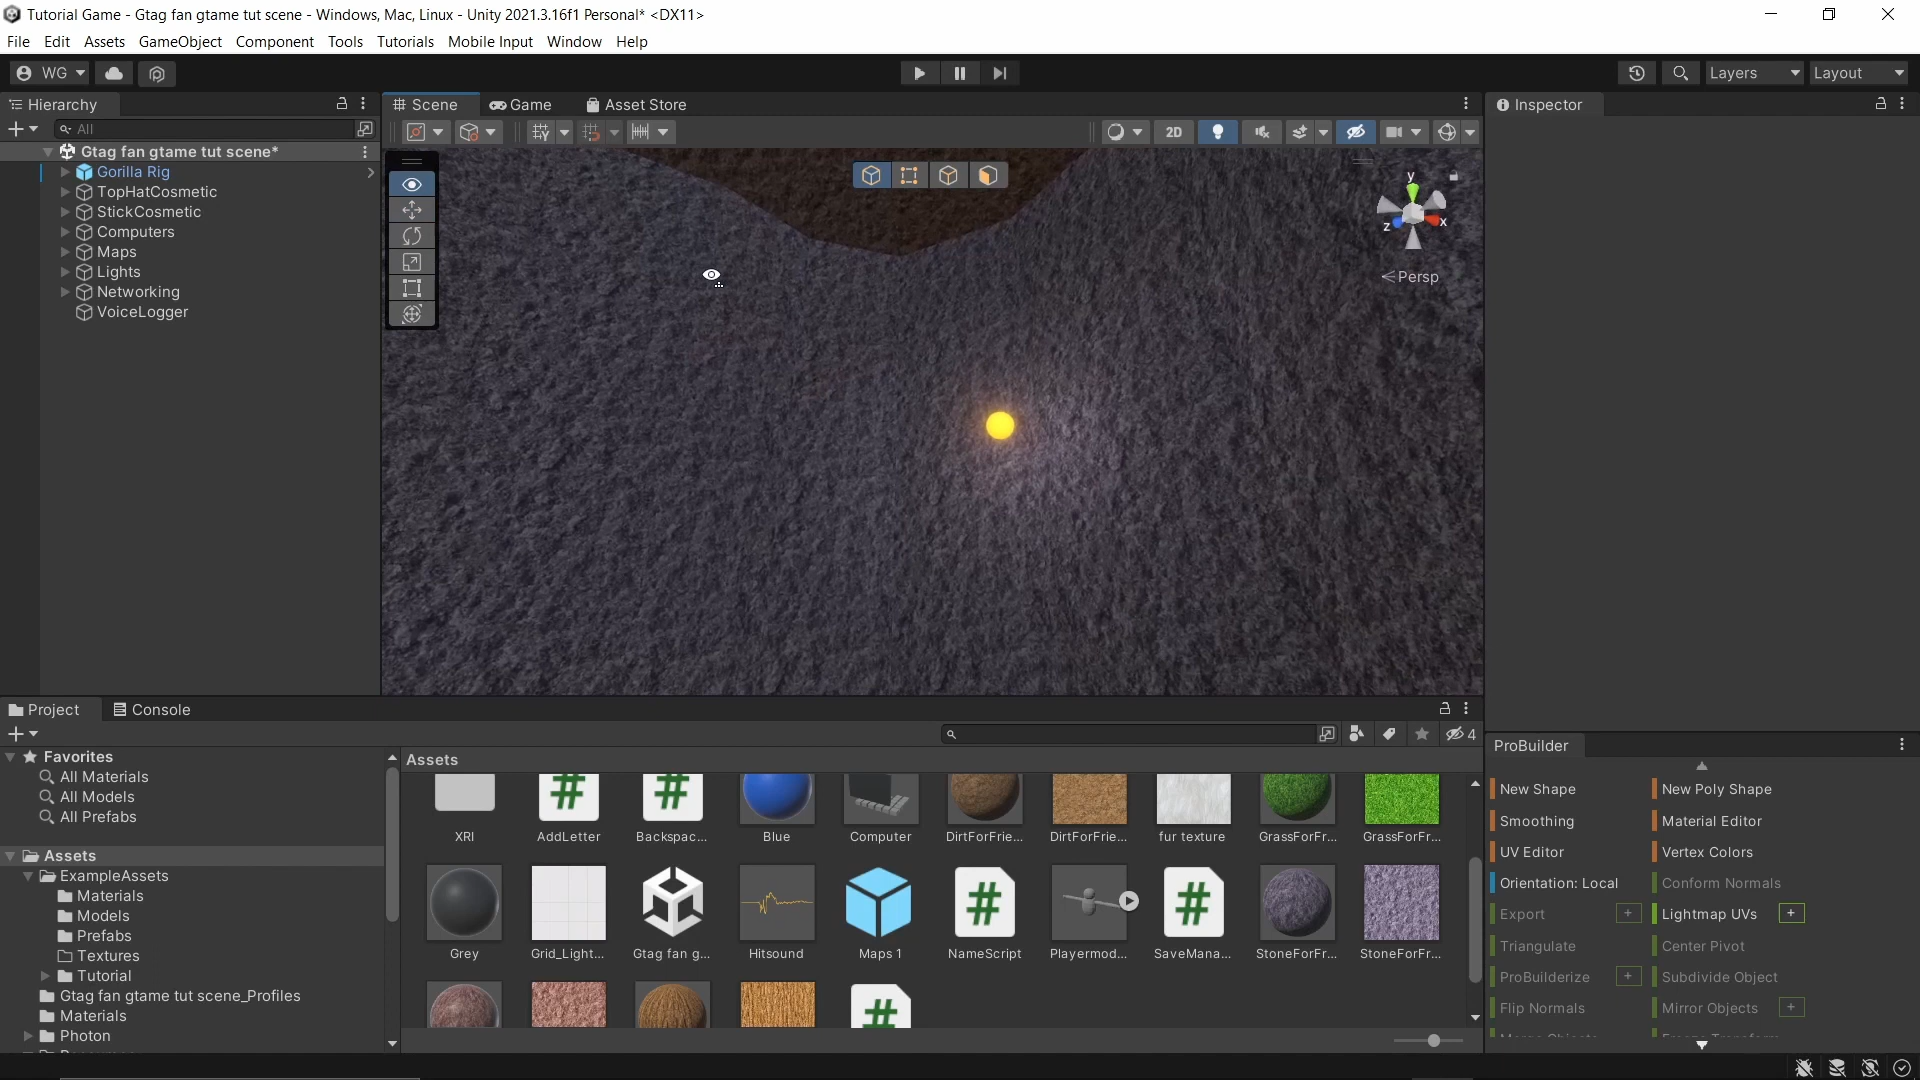 Tutorial Game - Gtag fan gtame tut scene - Windows, Mac, Linux - Unity 2021.3.16f1 Personal* <DX11>
File Edit Assets GameObject Component Tools Tutorials Mobile Input Window Help
WG
Layers
Layout
Hierarchy
Scene
Game
Asset Store
Inspector
All
2D
Gtag fan gtame tut scene*
Gorilla Rig
TopHatCosmetic
StickCosmetic
Computers
Maps
Lights
Networking
VoiceLogger
y
x
z
Persp
Project
Console
4
Favorites
All Materials
All Models
All Prefabs
Assets
ExampleAssets
Materials
Models
Prefabs
Textures
Tutorial
Gtag fan gtame tut scene_Profiles
Materials
Photon
Assets
XRI
AddLetter
Backspac...
Blue
Computer
DirtForFrie...
DirtForFrie...
fur texture
GrassForFr...
GrassForFr...
Grey
Grid_Light...
Gtag fan g...
Hitsound
Maps 1
NameScript
Playermod...
SaveMana...
StoneForFr...
StoneForFr...
ProBuilder
New Shape
New Poly Shape
Smoothing
Material Editor
UV Editor
Vertex Colors
Orientation: Local
Conform Normals
Export
Lightmap UVs
Triangulate
Center Pivot
ProBuilderize
Subdivide Object
Flip Normals
Mirror Objects